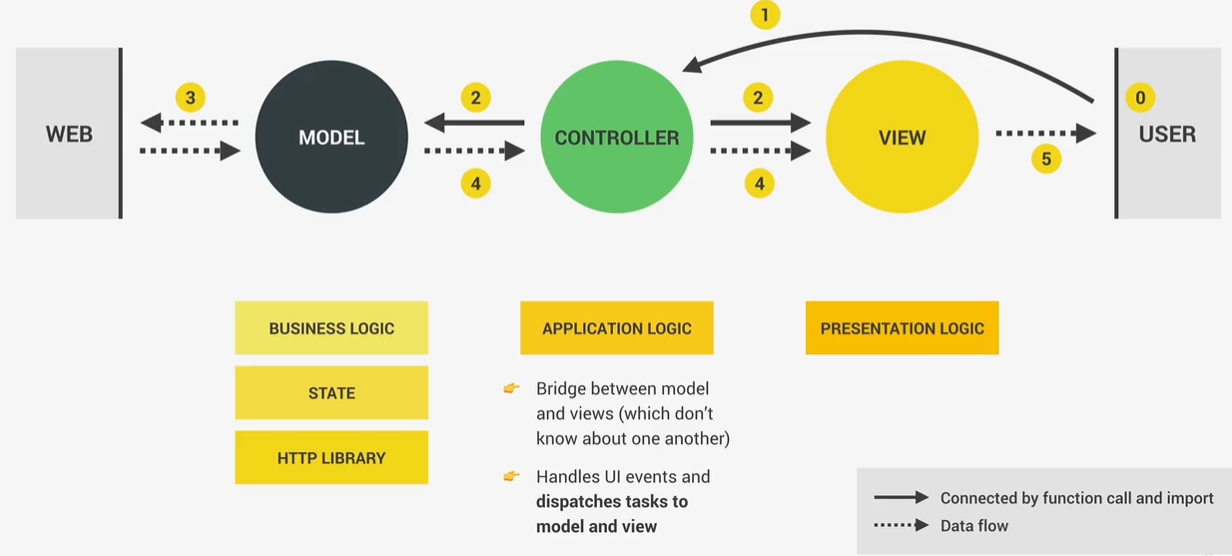 1
0
3
2
2
WEB
MODEL
CONTROLLER
VIEW
USER
4
4
5
BUSINESS LOGIC
APPLICATION LOGIC
PRESENTATION LOGIC
STATE
HTTP LIBRARY
Bridge between model
and views (which don’t
know about one another)
Handles UI events and
dispatches tasks to
model and view
Connected by function call and import
Data flow